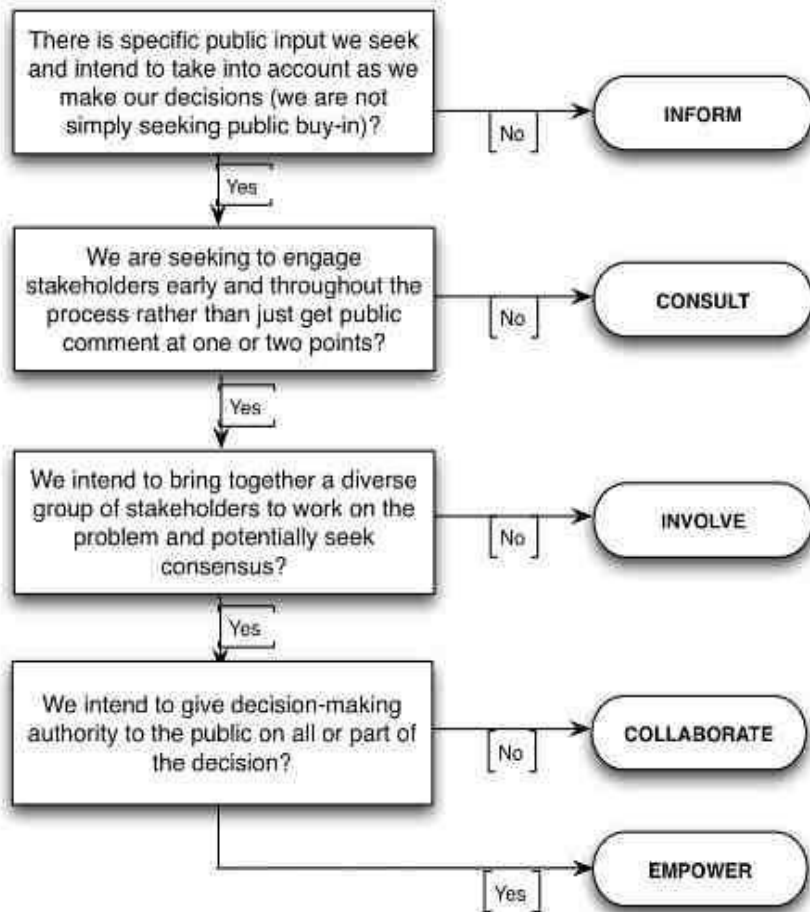 There is specific public input we seek
and intend to take into account as we
make our decisions (we are not
simply seeking public buy-in)?
No
INFORM
Yes
We are seeking to engage
stakeholders early and throughout the
process rather than just get public
comment at one or two points?
No
CONSULT
Yes
We intend to bring together a diverse
group of stakeholders to work on the
problem and potentially seek
consensus?
No
INVOLVE
Yes
We intend to give decision-making
authority to the public on all or part of
the decision?
No
COLLABORATE
Yes
EMPOWER